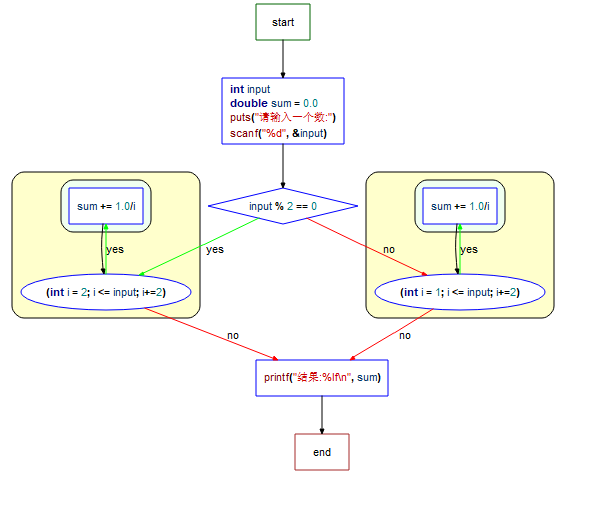 start
int input
double sum = 0.0
puts("请输入一个数:")
scanf("%d", &input)
input % 2 == 0
sum += 1.0/i
sum += 1.0/i
yes
yes
no
yes
(int i = 2; i <= input; i+=2)
(int i = 1; i <= input; i+=2)
no
no
printf("结果:%lf\n", sum)
end